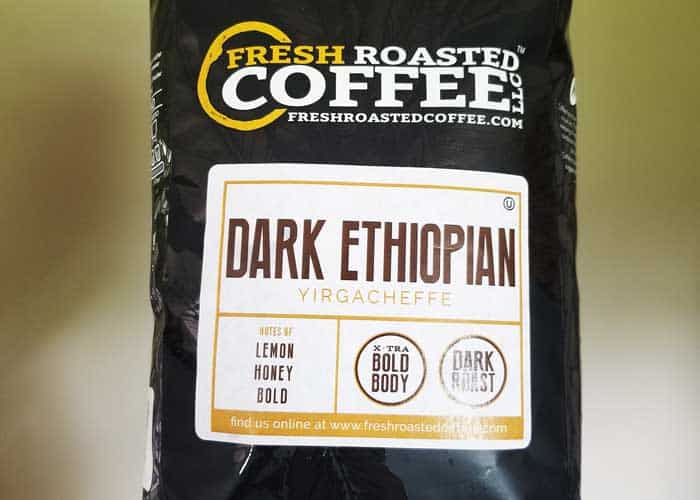 FRESH ROASTED
COFFEE LLC™
FRESHROASTEDCOFFEE.COM
U
DARK ETHIOPIAN
YIRGACHEFFE
NOTES OF
LEMON
HONEY
BOLD
X-TRA
BOLD
BODY
DARK
ROAST
find us online at www.freshroastedcoffee.com